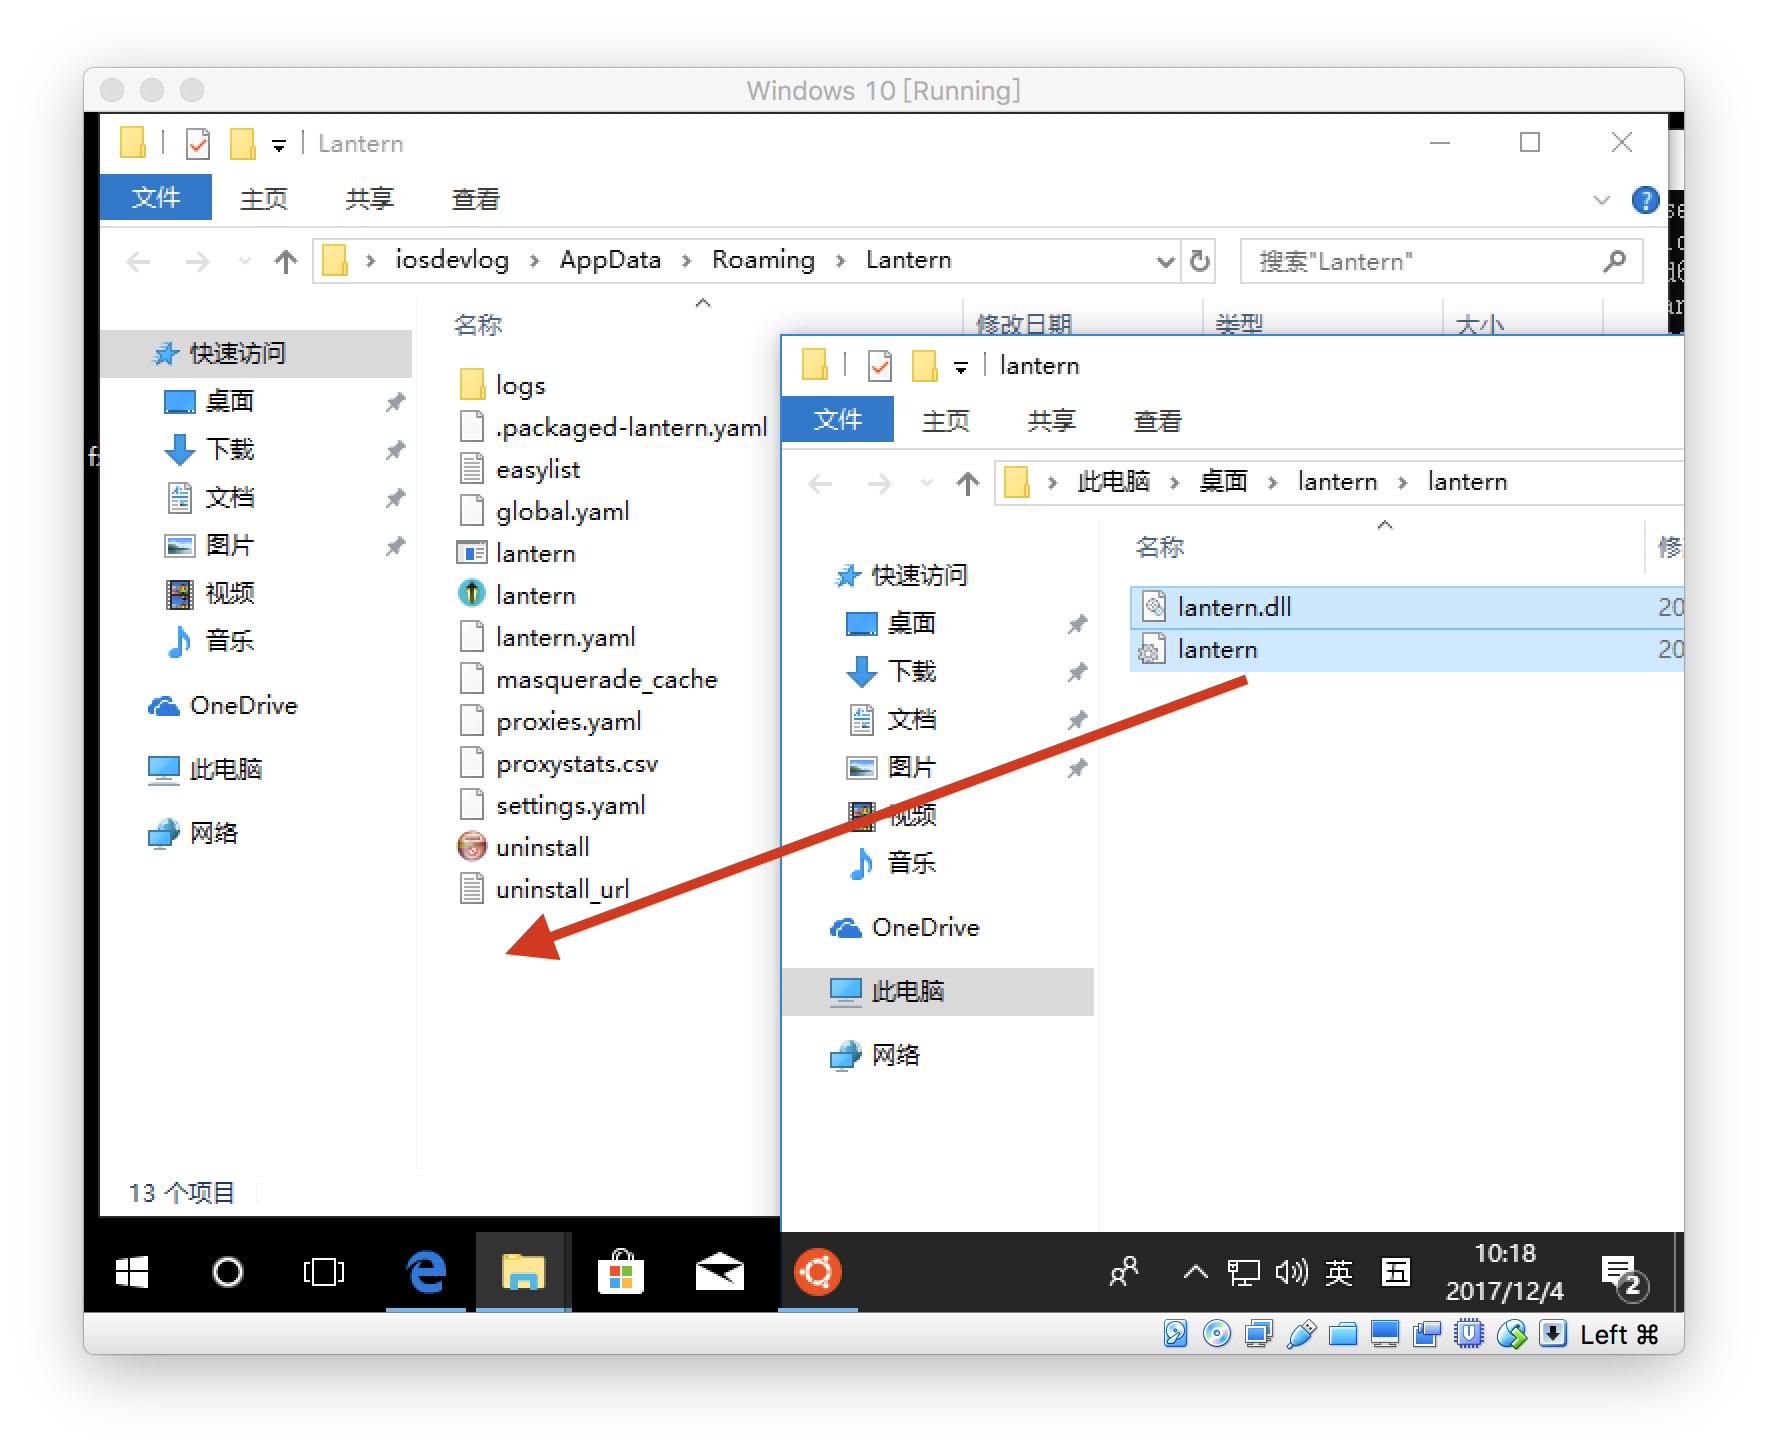 Windows 10 [Running]
Lantern
文件 主页 共享 查看
iosdevlog > AppData > Roaming > Lantern
搜索"Lantern"
名称 修改日期 类型 大小
快速访问
桌面
下载
文档
图片
视频
音乐
OneDrive
此电脑
网络
logs
.packaged-lantern.yaml
easylist
global.yaml
lantern
lantern
lantern.yaml
masquerade_cache
proxies.yaml
proxystats.csv
settings.yaml
uninstall
uninstall_url
13 个项目
lantern
文件 主页 共享 查看
此电脑 > 桌面 > lantern > lantern
名称 修
快速访问
桌面
下载
文档
图片
视频
音乐
OneDrive
此电脑
网络
lantern.dll 20
lantern 20
英 五
10:18
2017/12/4
2
Left ⌘